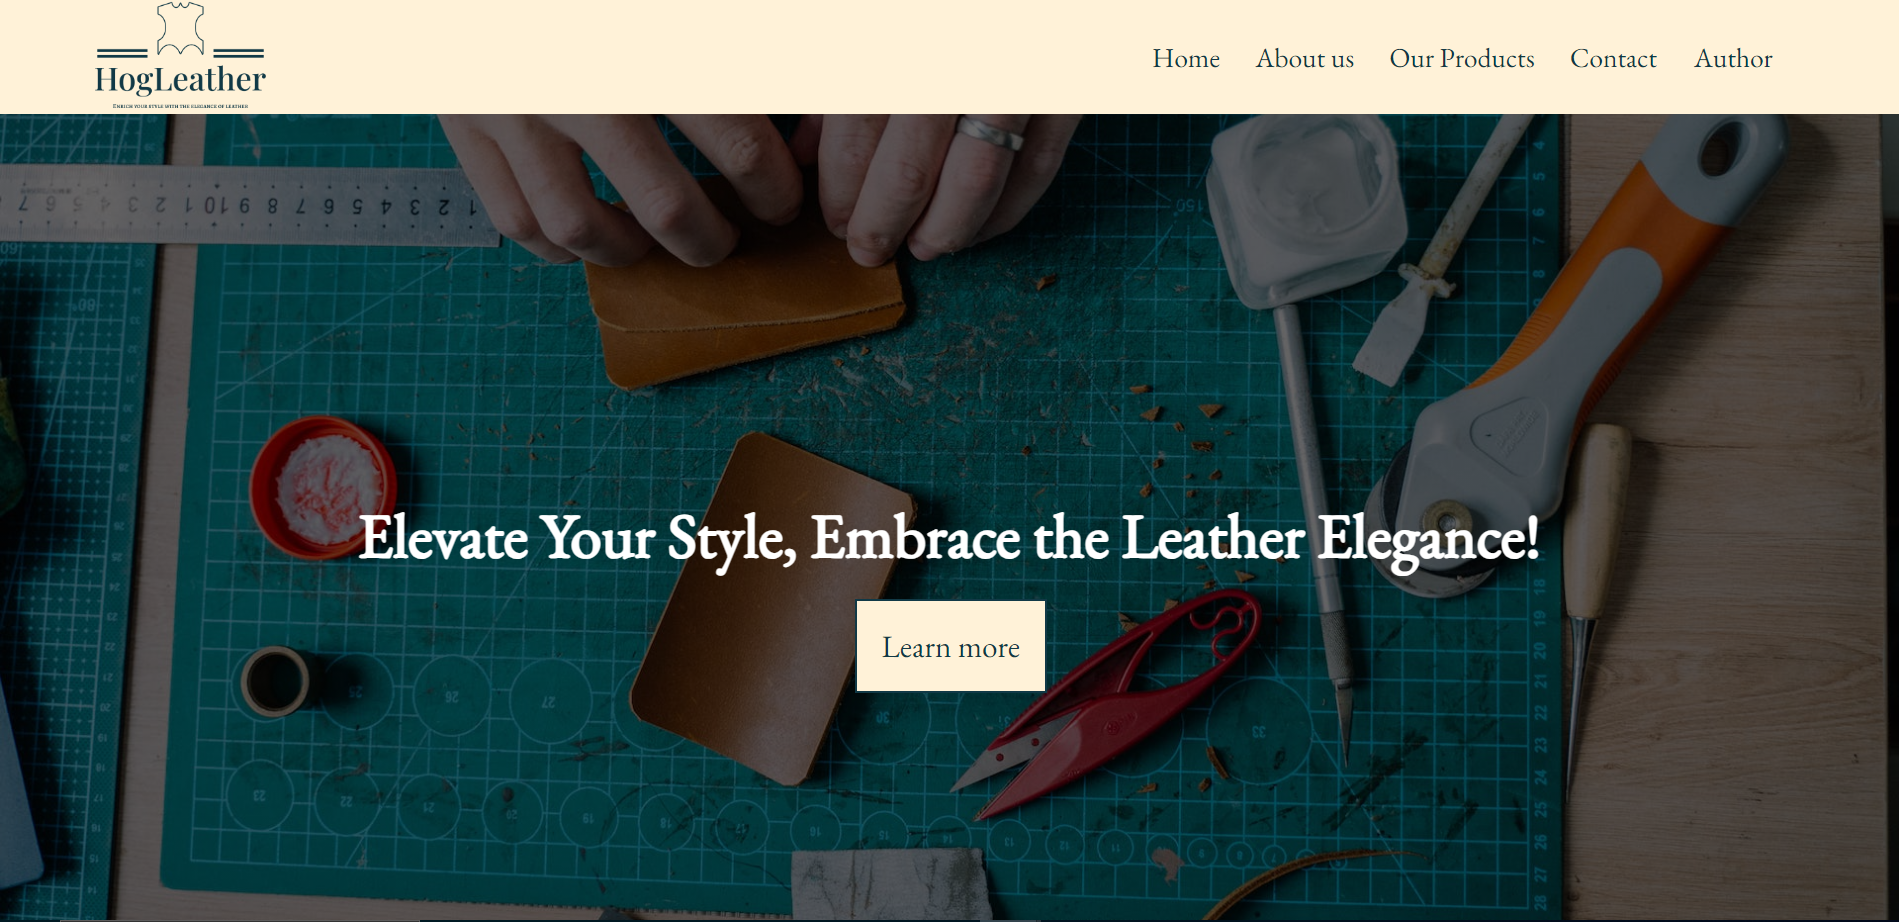 HogLeather
Enrich your style with the elegance of leather
Home About us Our Products Contact Author
Elevate Your Style, Embrace the Leather Elegance!
Learn more